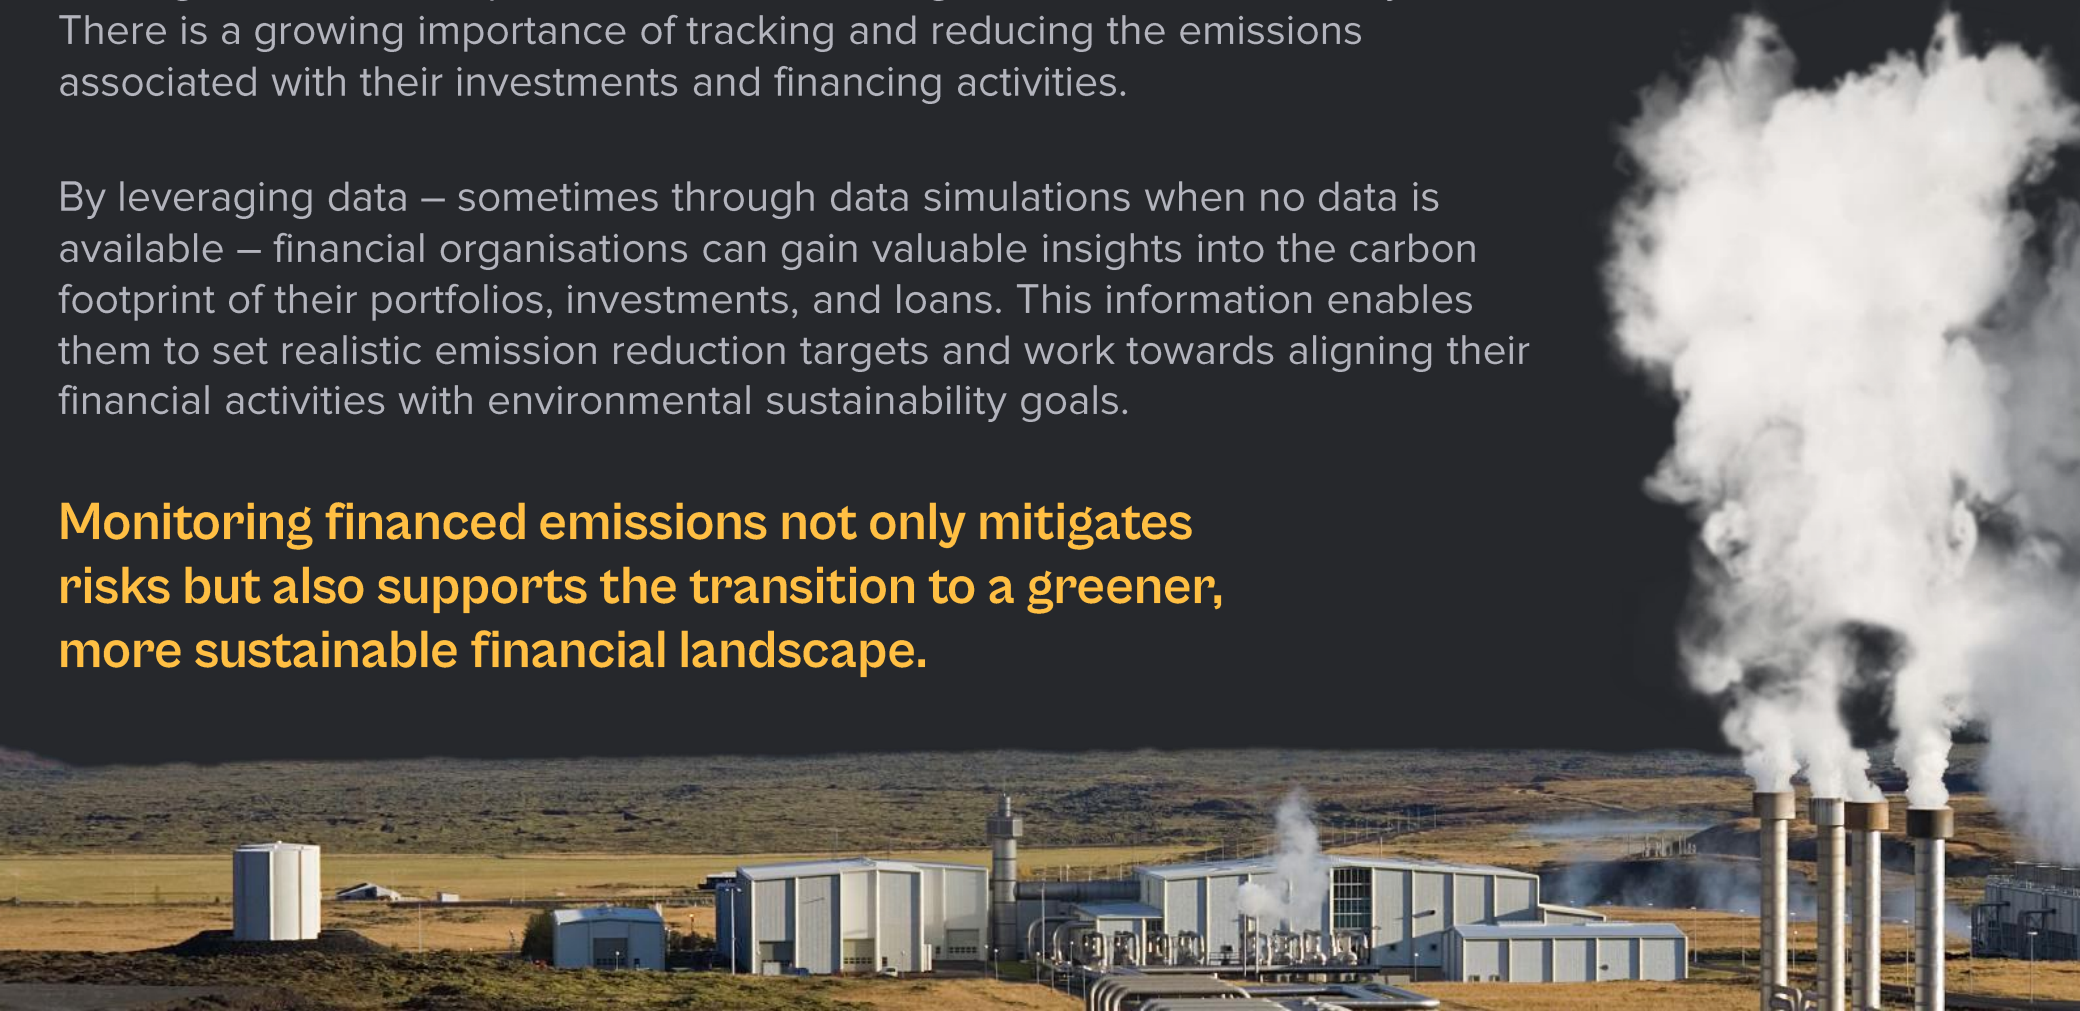 There is a growing importance of tracking and reducing the emissions
associated with their investments and financing activities.
By leveraging data – sometimes through data simulations when no data is
available – financial organisations can gain valuable insights into the carbon
footprint of their portfolios, investments, and loans. This information enables
them to set realistic emission reduction targets and work towards aligning their
financial activities with environmental sustainability goals.
Monitoring financed emissions not only mitigates
risks but also supports the transition to a greener,
more sustainable financial landscape.